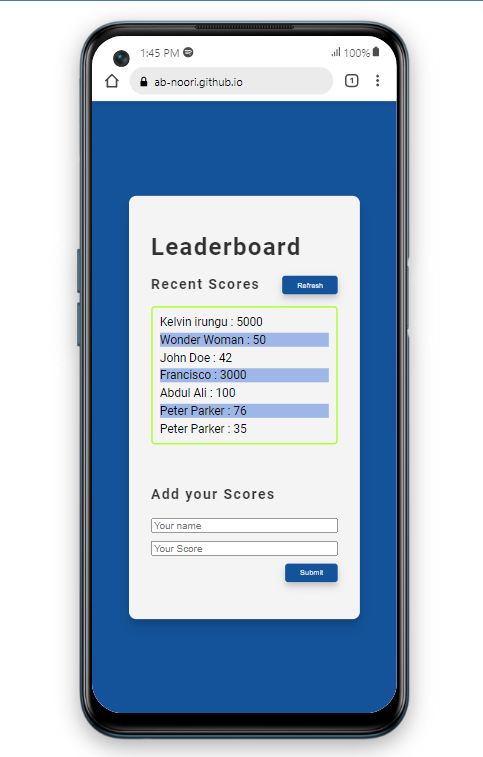 1:45 PM
100%
ab-noori.github.io
1
Leaderboard
Recent Scores
Refresh
Kelvin irungu : 5000
Wonder Woman : 50
John Doe : 42
Francisco : 3000
Abdul Ali : 100
Peter Parker : 76
Peter Parker : 35
Add your Scores
Your name
Your Score
Submit